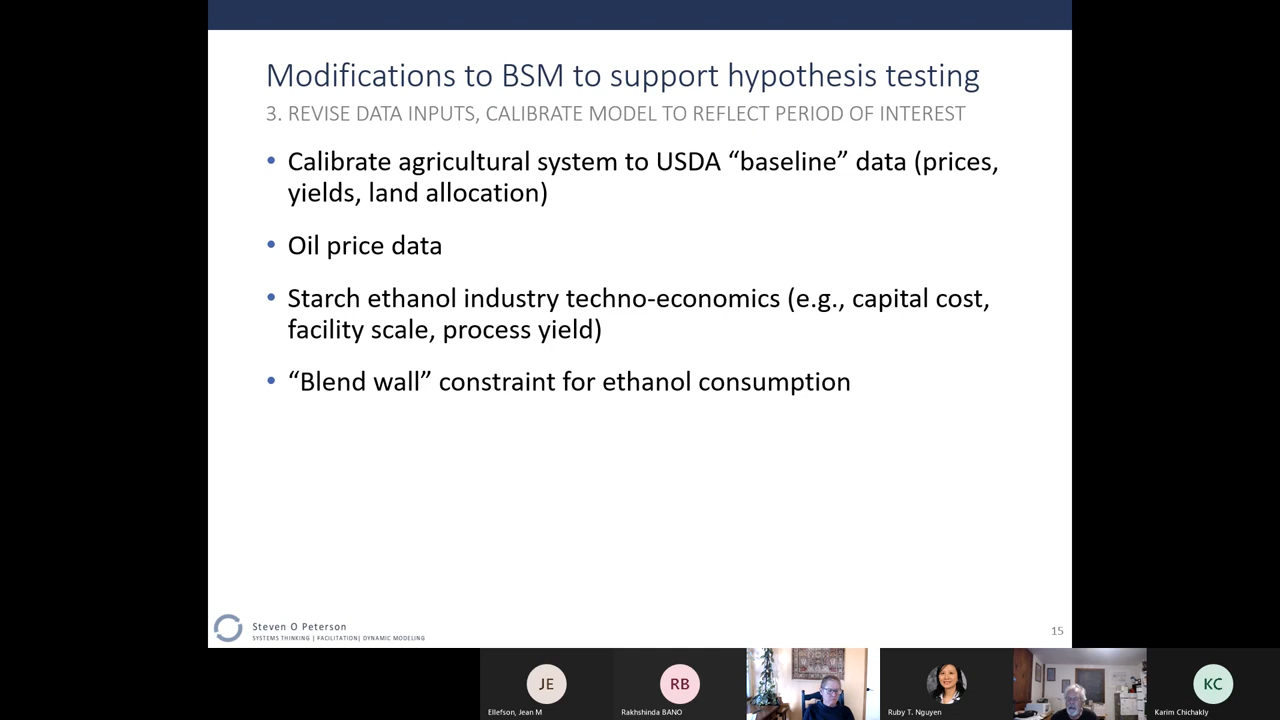 Modifications to BSM to support hypothesis testing
3. REVISE DATA INPUTS, CALIBRATE MODEL TO REFLECT PERIOD OF INTEREST
• Calibrate agricultural system to USDA “baseline” data (prices,
yields, land allocation)
• Oil price data
• Starch ethanol industry techno-economics (e.g., capital cost,
facility scale, process yield)
• “Blend wall” constraint for ethanol consumption
Steven O Peterson
SYSTEMS THINKING | FACILITATION| DYNAMIC MODELING
15
JE
RB
KC
Ellefson, Jean M
Rakhshinda BANO
Ruby T. Nguyen
Karim Chichakly